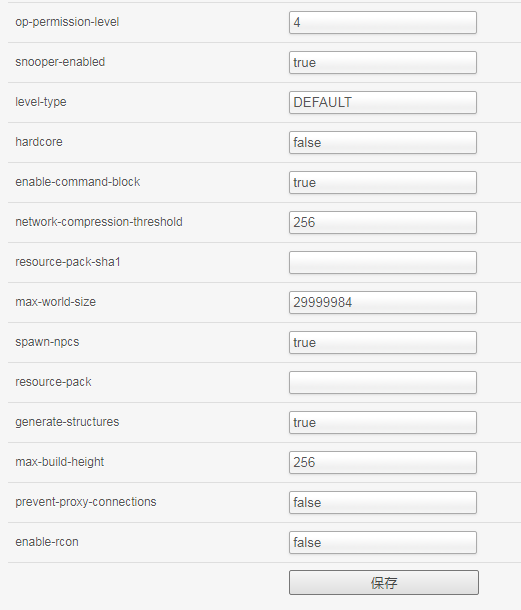 op-permission-level 4
snooper-enabled true
level-type DEFAULT
hardcore false
enable-command-block true
network-compression-threshold 256
resource-pack-sha1
max-world-size 29999984
spawn-npcs true
resource-pack
generate-structures true
max-build-height 256
prevent-proxy-connections false
enable-rcon false
保存